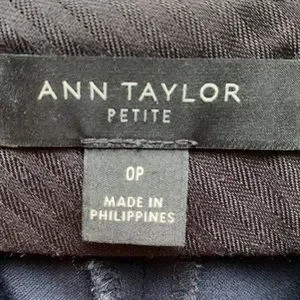 ANN TAYLOR
PETITE
0P
MADE IN
PHILIPPINES